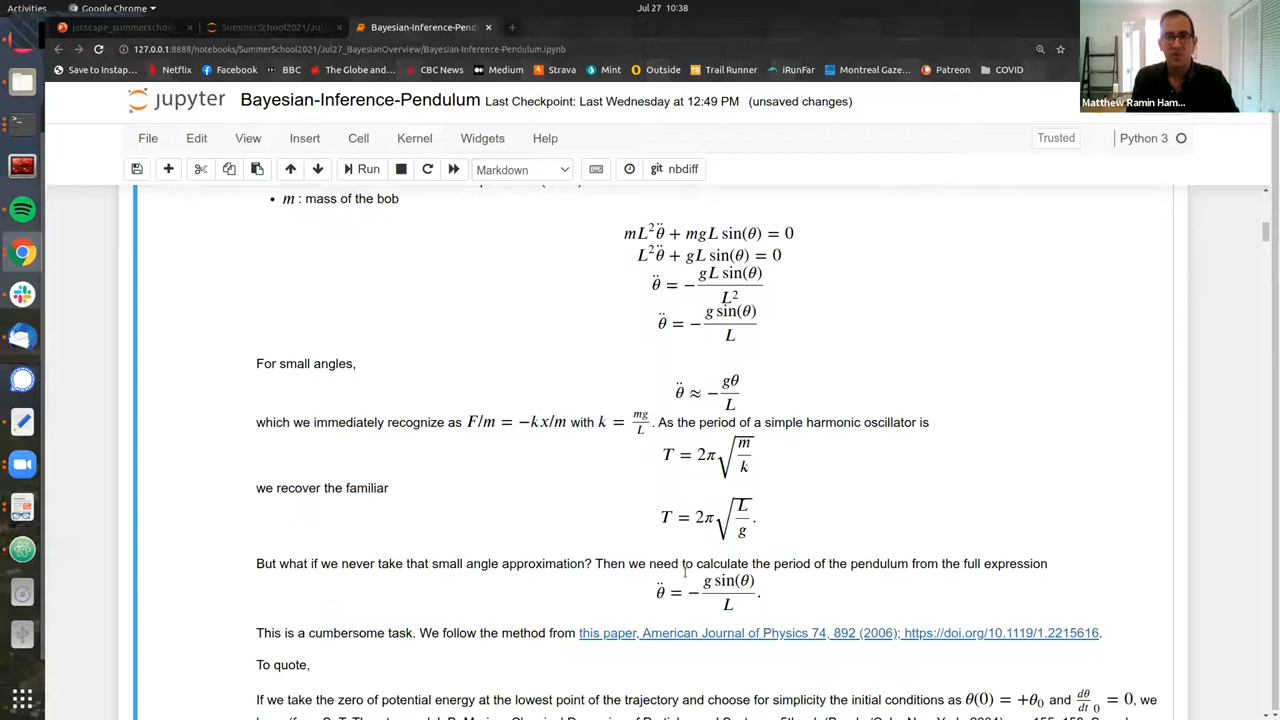 Activities Google Chrome Jul 27 10:38
jetscape_summerschool_ SummerSchool2021/Ju Bayesian-Inference-Pend
127.0.0.1:8888/notebooks/SummerSchool2021/Jul27_BayesianOverview/Bayesian-Inference-Pendulum.ipynb
Save to Instap... Netflix Facebook BBC The Globe and... CBC News Medium Strava Mint Outside Trail Runner iRunFar Montreal Gaze... Patreon COVID
Matthew Ramin Ham...
jupyter Bayesian-Inference-Pendulum Last Checkpoint: Last Wednesday at 12:49 PM (unsaved changes)
File Edit View Insert Cell Kernel Widgets Help Trusted Python 3
Run Markdown git nbdiff
• m : mass of the bob
mL²θ̈ + mgL sin(θ) = 0
L²θ̈ + gL sin(θ) = 0
θ̈ = − gL sin(θ) / L²
θ̈ = − g sin(θ) / L
For small angles,
θ̈ ≈ − gθ / L
which we immediately recognize as F/m = −kx/m with k = mg/L. As the period of a simple harmonic oscillator is
T = 2π√(m/k)
we recover the familiar
T = 2π√(L/g).
But what if we never take that small angle approximation? Then we need to calculate the period of the pendulum from the full expression
θ̈ = − g sin(θ) / L.
This is a cumbersome task. We follow the method from this paper, American Journal of Physics 74, 892 (2006); https://doi.org/10.1119/1.2215616.
To quote,
If we take the zero of potential energy at the lowest point of the trajectory and choose for simplicity the initial conditions as θ(0) = +θ₀ and dθ/dt ₀ = 0, we